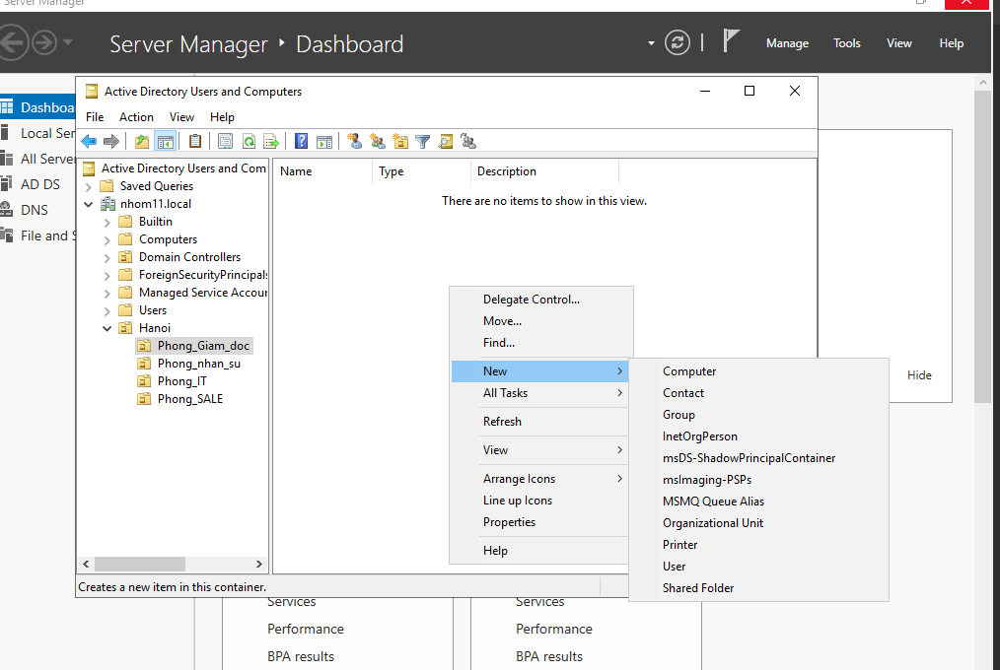 Server Manager
Server Manager
Dashboard
Manage
Tools
View
Help
Dashboa
Local Ser
All Server
AD DS
DNS
File and S
Active Directory Users and Computers
File
Action
View
Help
Active Directory Users and Com
Saved Queries
nhom11.local
Builtin
Computers
Domain Controllers
ForeignSecurityPrincipals
Managed Service Accoun
Users
Hanoi
Phong_Giam_doc
Phong_nhan_su
Phong_IT
Phong_SALE
Name
Type
Description
There are no items to show in this view.
Delegate Control...
Move...
Find...
New
All Tasks
Refresh
View
Arrange Icons
Line up Icons
Properties
Help
Computer
Contact
Group
InetOrgPerson
msDS-ShadowPrincipalContainer
msImaging-PSPs
MSMQ Queue Alias
Organizational Unit
Printer
User
Shared Folder
Hide
Creates a new item in this container.
Services
Performance
BPA results
Services
Performance
BPA results